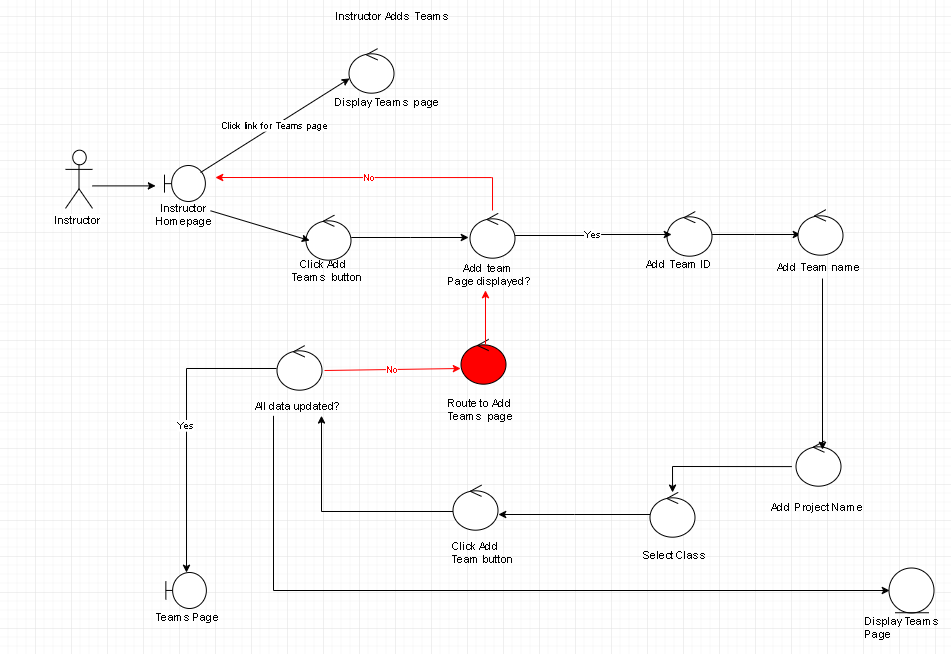 Instructor Adds Teams
Display Teams page
Click link for Teams page
No
Instructor
Instructor
Homepage
Click Add
Teams button
Add team
Page displayed?
Yes
Add Team ID
Add Team name
All data updated?
No
Route to Add
Teams page
Yes
Add Project Name
Click Add
Team button
Select Class
Teams Page
Display Teams
Page